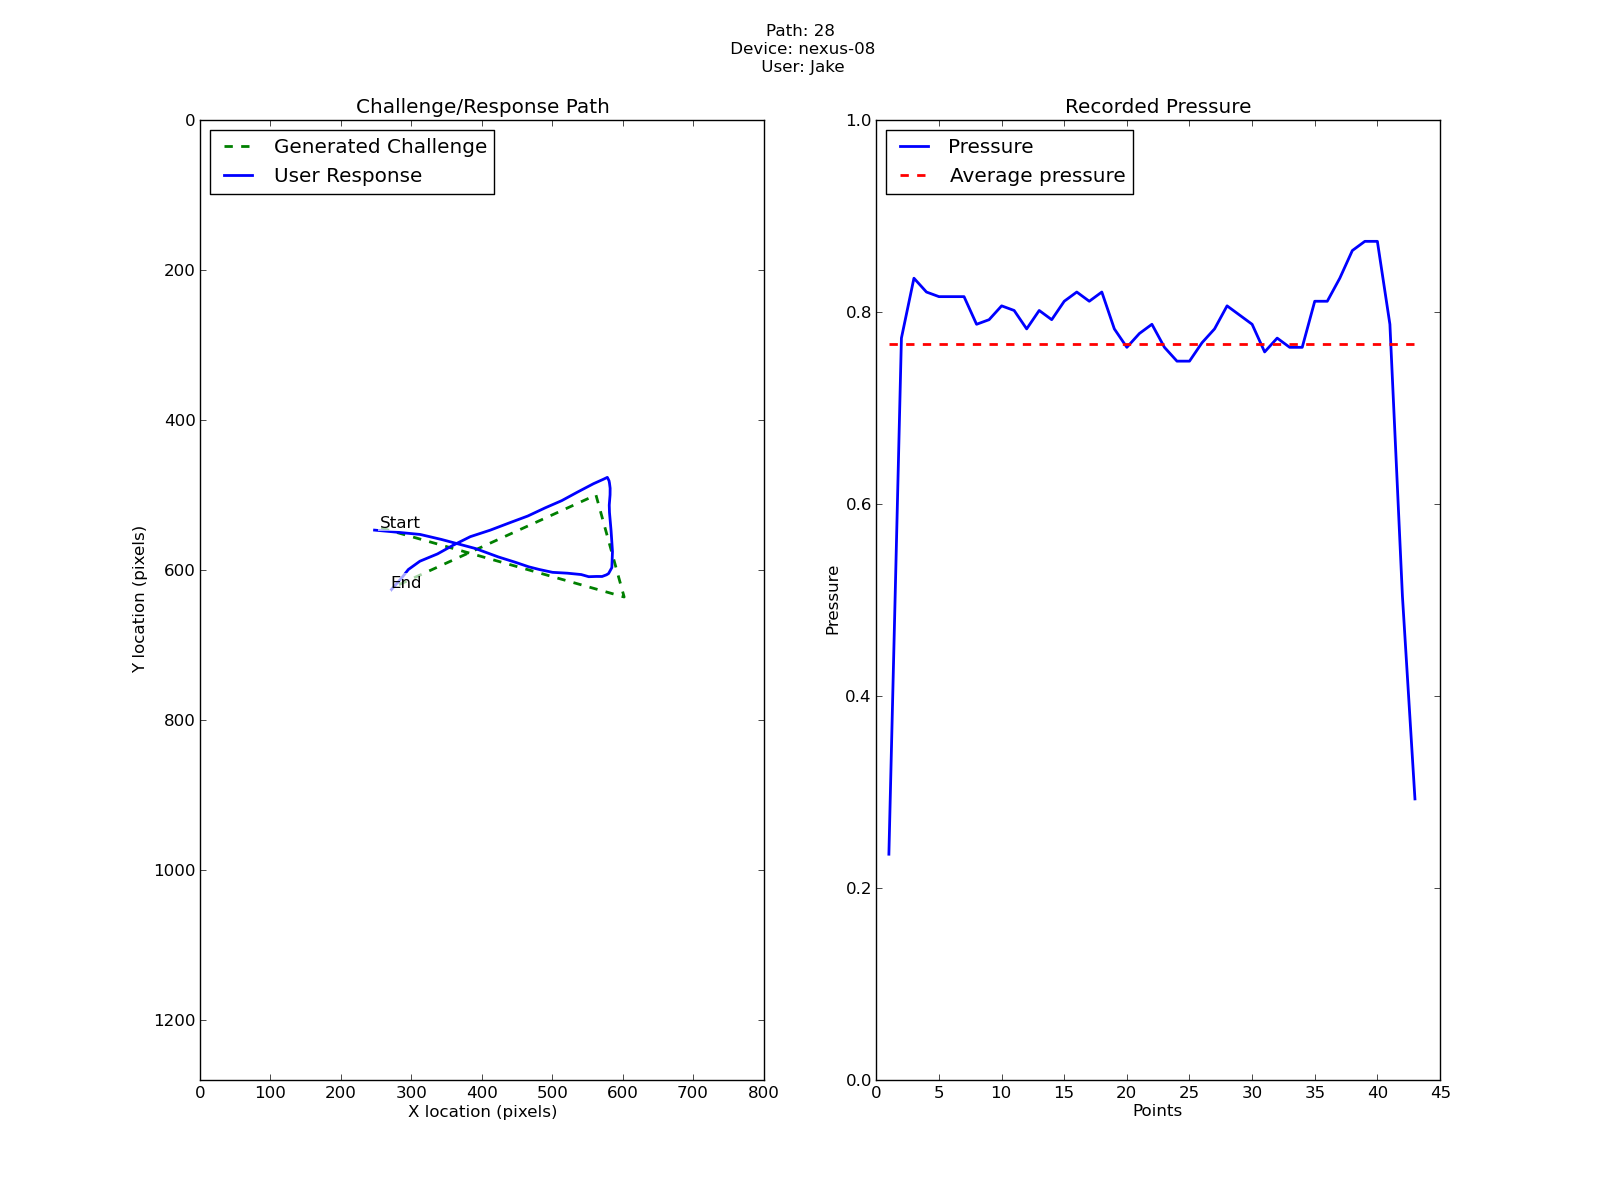 Path: 28
Device: nexus-08
User: Jake
Challenge/Response Path
Generated Challenge
User Response
0
200
400
600
800
1000
1200
Y location (pixels)
Start
End
0 100 200 300 400 500 600 700 800
X location (pixels)
Recorded Pressure
Pressure
Average pressure
1.0
0.8
0.6
0.4
0.2
0.0
Pressure
0 5 10 15 20 25 30 35 40 45
Points